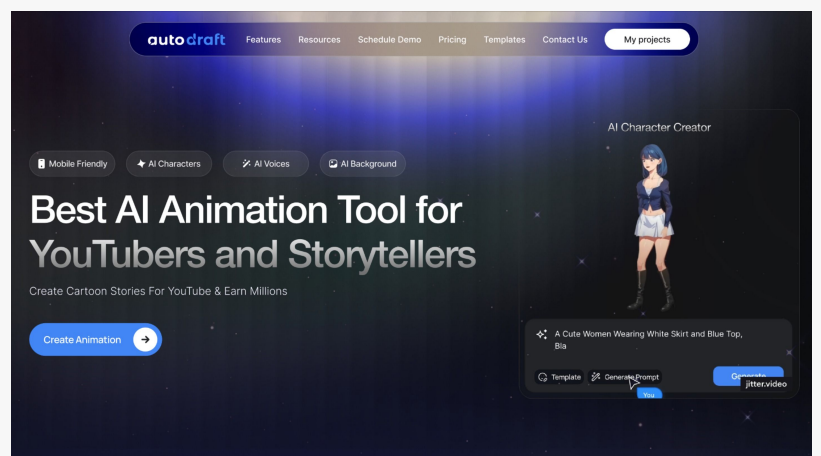 autodraft
Features
Resources
Schedule Demo
Pricing
Templates
Contact Us
My projects
Mobile Friendly
AI Characters
AI Voices
AI Background
Best AI Animation Tool for
YouTubers and Storytellers
Create Cartoon Stories For YouTube & Earn Millions
Create Animation
AI Character Creator
A Cute Women Wearing White Skirt and Blue Top,
Bla
Template
Generate Prompt
Generate
jitter.video
You